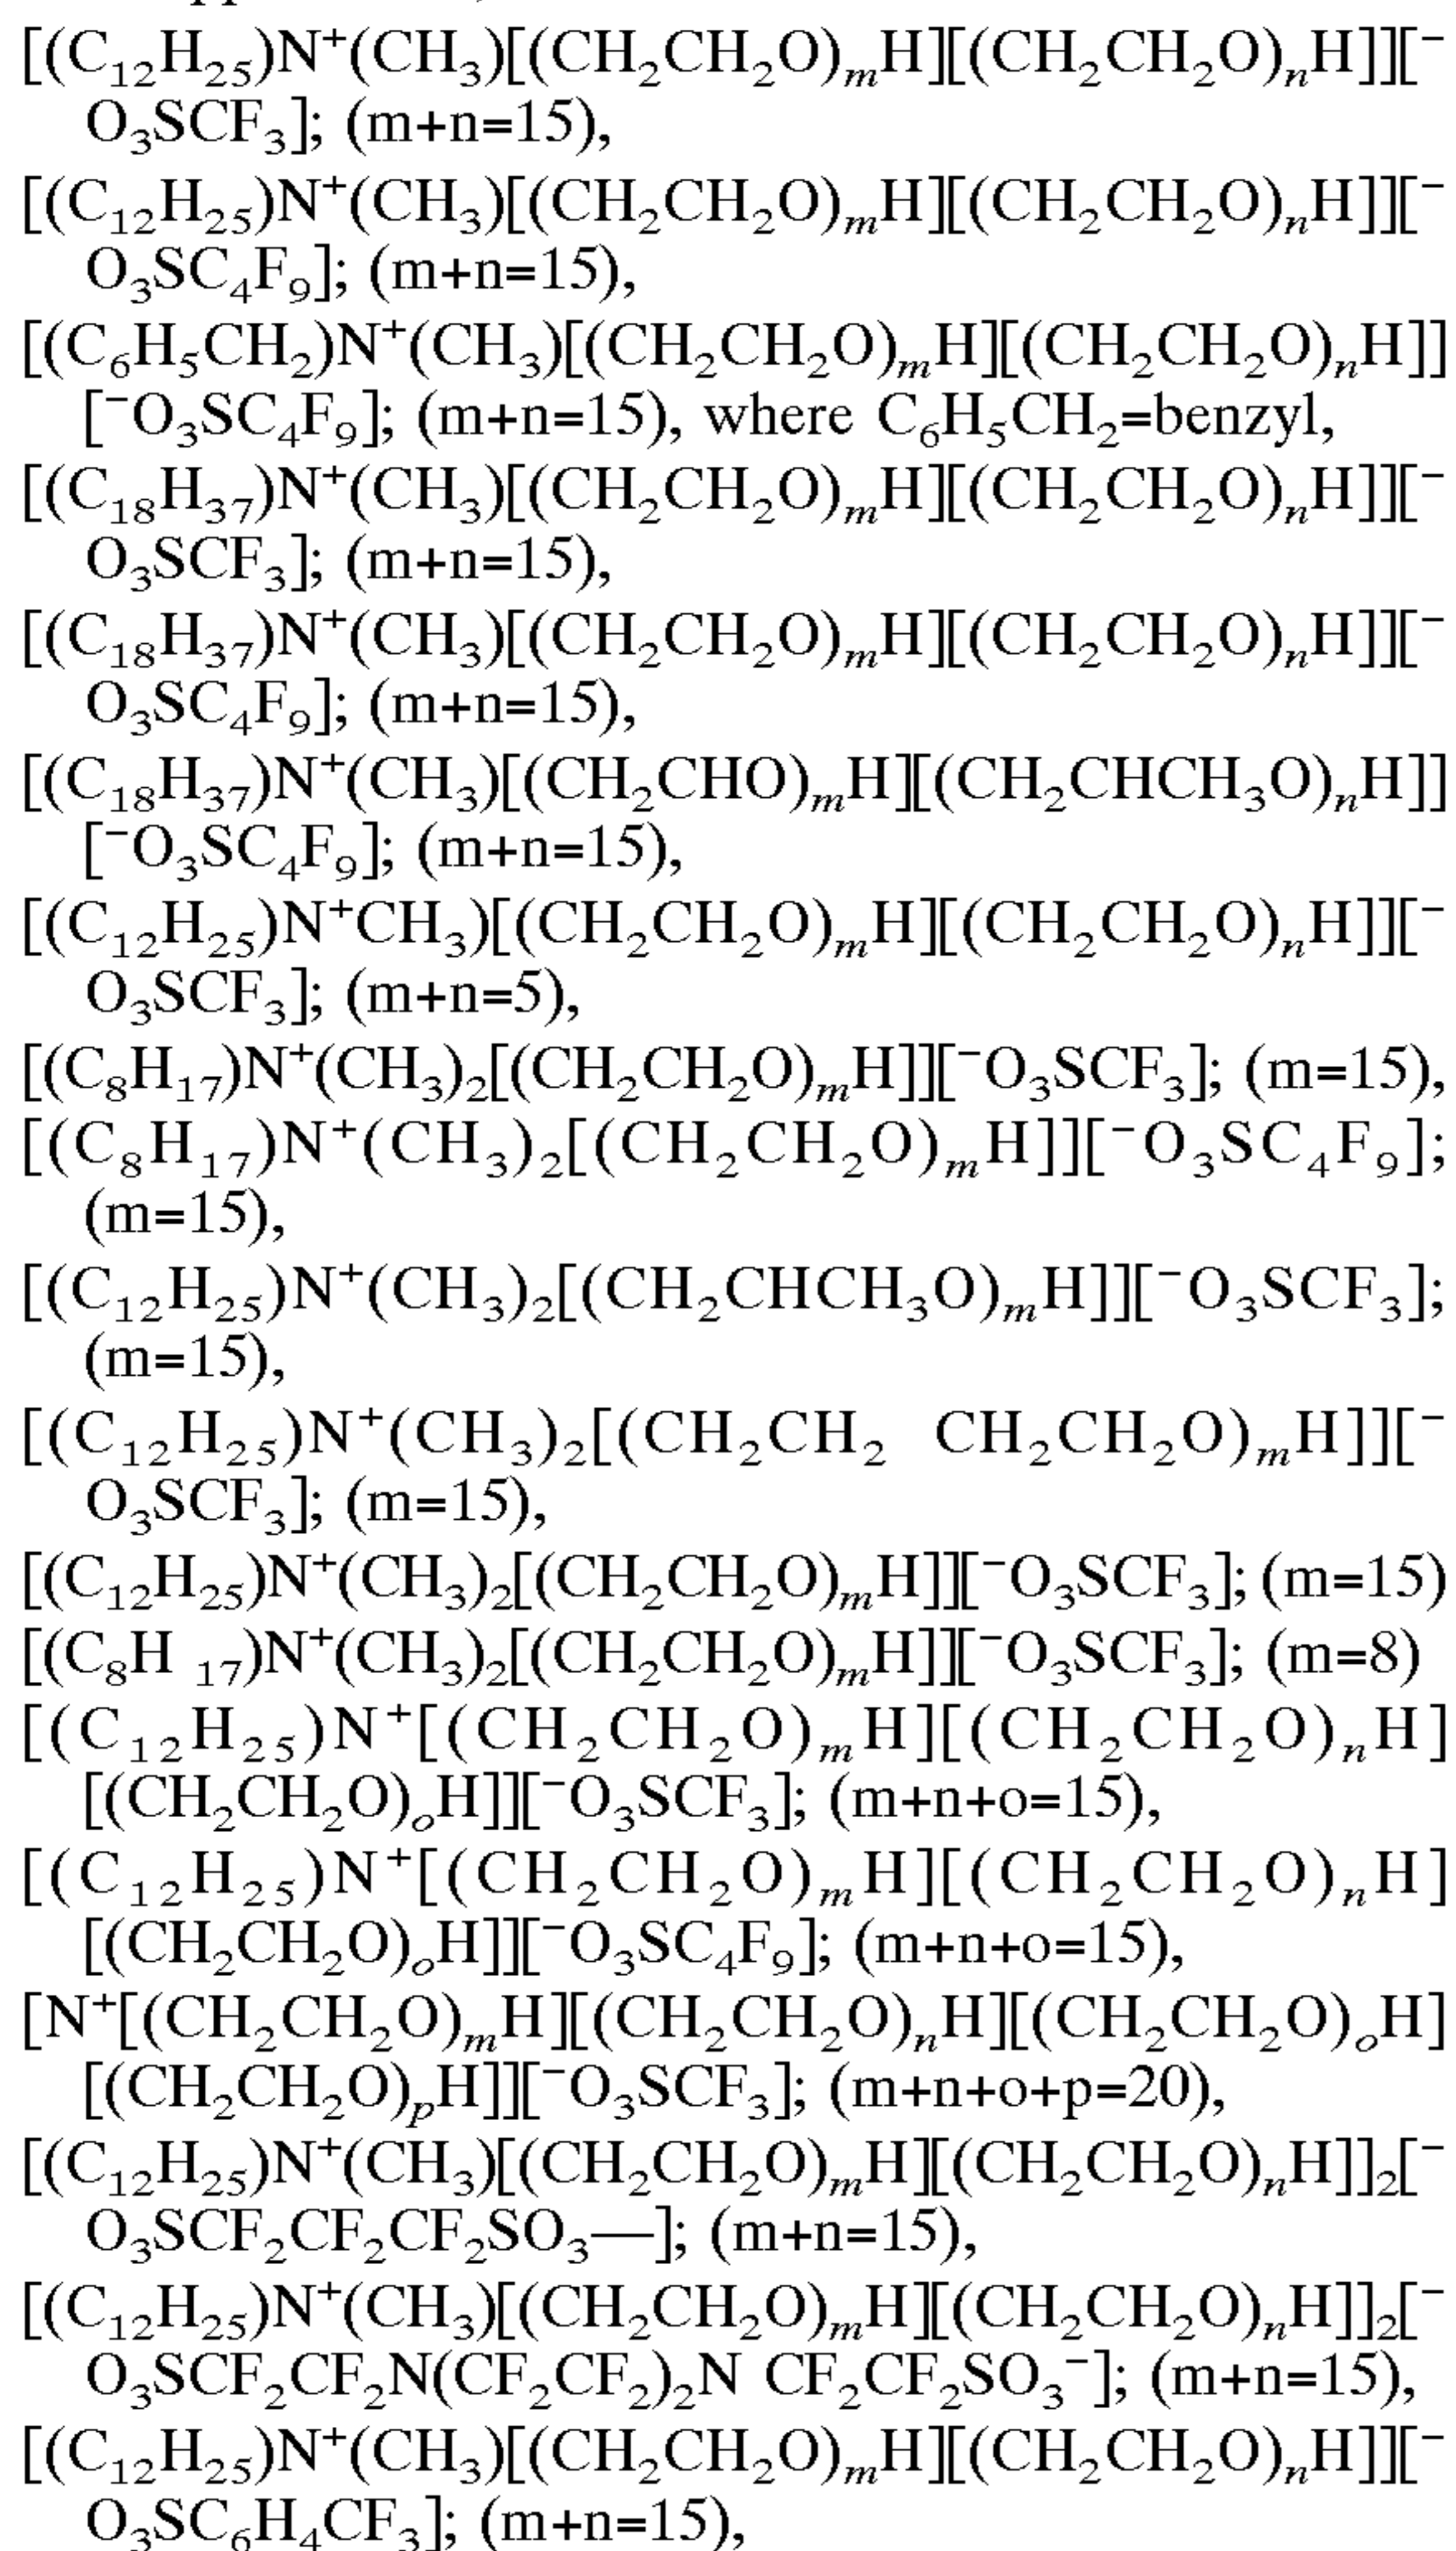 [(C₁₂H₂₅)N⁺(CH₃)[(CH₂CH₂O)ₘH][(CH₂CH₂O)ₙH]][⁻
O₃SCF₃]; (m+n=15),
[(C₁₂H₂₅)N⁺(CH₃)[(CH₂CH₂O)ₘH][(CH₂CH₂O)ₙH]][⁻
O₃SC₄F₉]; (m+n=15),
[(C₆H₅CH₂)N⁺(CH₃)[(CH₂CH₂O)ₘH][(CH₂CH₂O)ₙH]]
[⁻O₃SC₄F₉]; (m+n=15), where C₆H₅CH₂=benzyl,
[(C₁₈H₃₇)N⁺(CH₃)[(CH₂CH₂O)ₘH][(CH₂CH₂O)ₙH]][⁻
O₃SCF₃]; (m+n=15),
[(C₁₈H₃₇)N⁺(CH₃)[(CH₂CH₂O)ₘH][(CH₂CH₂O)ₙH]][⁻
O₃SC₄F₉]; (m+n=15),
[(C₁₈H₃₇)N⁺(CH₃)[(CH₂CHO)ₘH][(CH₂CHCH₃O)ₙH]]
[⁻O₃SC₄F₉]; (m+n=15),
[(C₁₂H₂₅)N⁺CH₃)[(CH₂CH₂O)ₘH][(CH₂CH₂O)ₙH]][⁻
O₃SCF₃]; (m+n=5),
[(C₈H₁₇)N⁺(CH₃)₂[(CH₂CH₂O)ₘH]][⁻O₃SCF₃]; (m=15),
[(C₈H₁₇)N⁺(CH₃)₂[(CH₂CH₂O)ₘH]][⁻O₃SC₄F₉];
(m=15),
[(C₁₂H₂₅)N⁺(CH₃)₂[(CH₂CHCH₃O)ₘH]][⁻O₃SCF₃];
(m=15),
[(C₁₂H₂₅)N⁺(CH₃)₂[(CH₂CH₂ CH₂CH₂O)ₘH]][⁻
O₃SCF₃]; (m=15),
[(C₁₂H₂₅)N⁺(CH₃)₂[(CH₂CH₂O)ₘH]][⁻O₃SCF₃]; (m=15)
[(C₈H ₁₇)N⁺(CH₃)₂[(CH₂CH₂O)ₘH]][⁻O₃SCF₃]; (m=8)
[(C₁₂H₂₅)N⁺[(CH₂CH₂O)ₘH][(CH₂CH₂O)ₙH]
[(CH₂CH₂O)ₒH]][⁻O₃SCF₃]; (m+n+o=15),
[(C₁₂H₂₅)N⁺[(CH₂CH₂O)ₘH][(CH₂CH₂O)ₙH]
[(CH₂CH₂O)ₒH]][⁻O₃SC₄F₉]; (m+n+o=15),
[N⁺[(CH₂CH₂O)ₘH][(CH₂CH₂O)ₙH][(CH₂CH₂O)ₒH]
[(CH₂CH₂O)ₚH]][⁻O₃SCF₃]; (m+n+o+p=20),
[(C₁₂H₂₅)N⁺(CH₃)[(CH₂CH₂O)ₘH][(CH₂CH₂O)ₙH]]₂[⁻
O₃SCF₂CF₂CF₂SO₃—]; (m+n=15),
[(C₁₂H₂₅)N⁺(CH₃)[(CH₂CH₂O)ₘH][(CH₂CH₂O)ₙH]]₂[⁻
O₃SCF₂CF₂N(CF₂CF₂)₂N CF₂CF₂SO₃⁻]; (m+n=15),
[(C₁₂H₂₅)N⁺(CH₃)[(CH₂CH₂O)ₘH][(CH₂CH₂O)ₙH]][⁻
O₃SC₆H₄CF₃]; (m+n=15),